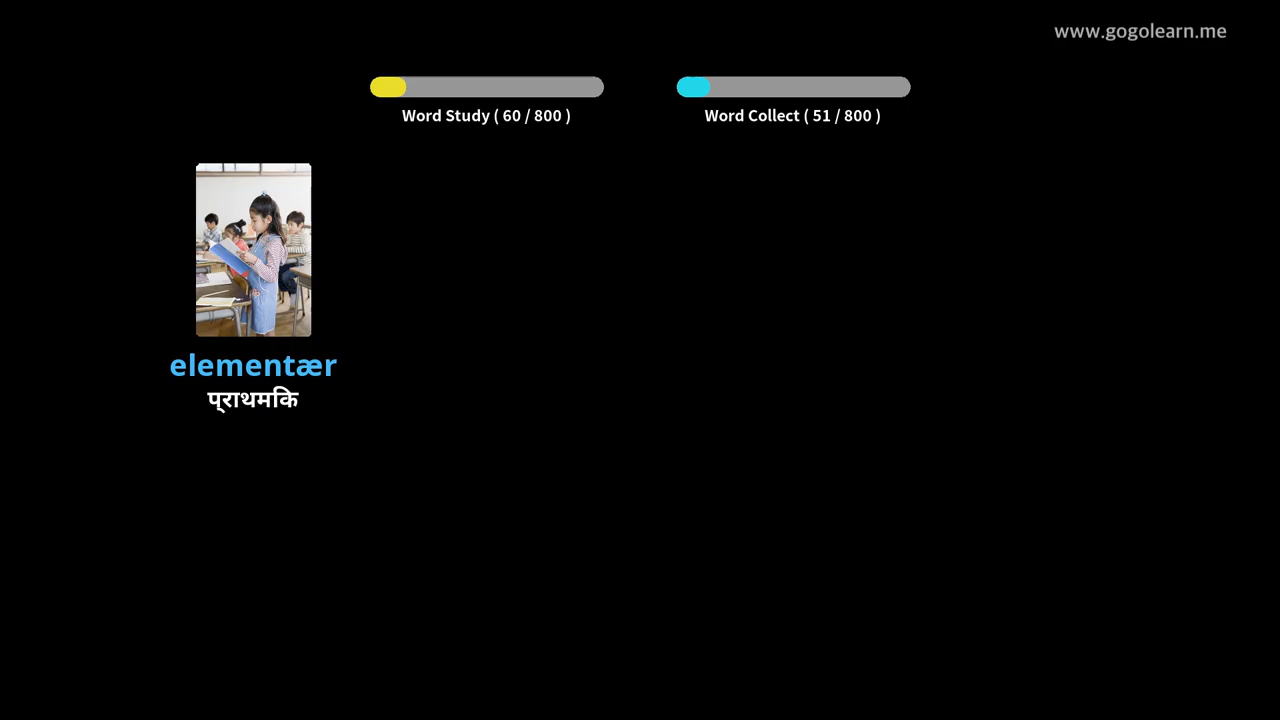 www.gogolearn.me
Word Study ( 60 / 800 )
Word Collect ( 51 / 800 )
elementær
प्राथमकि